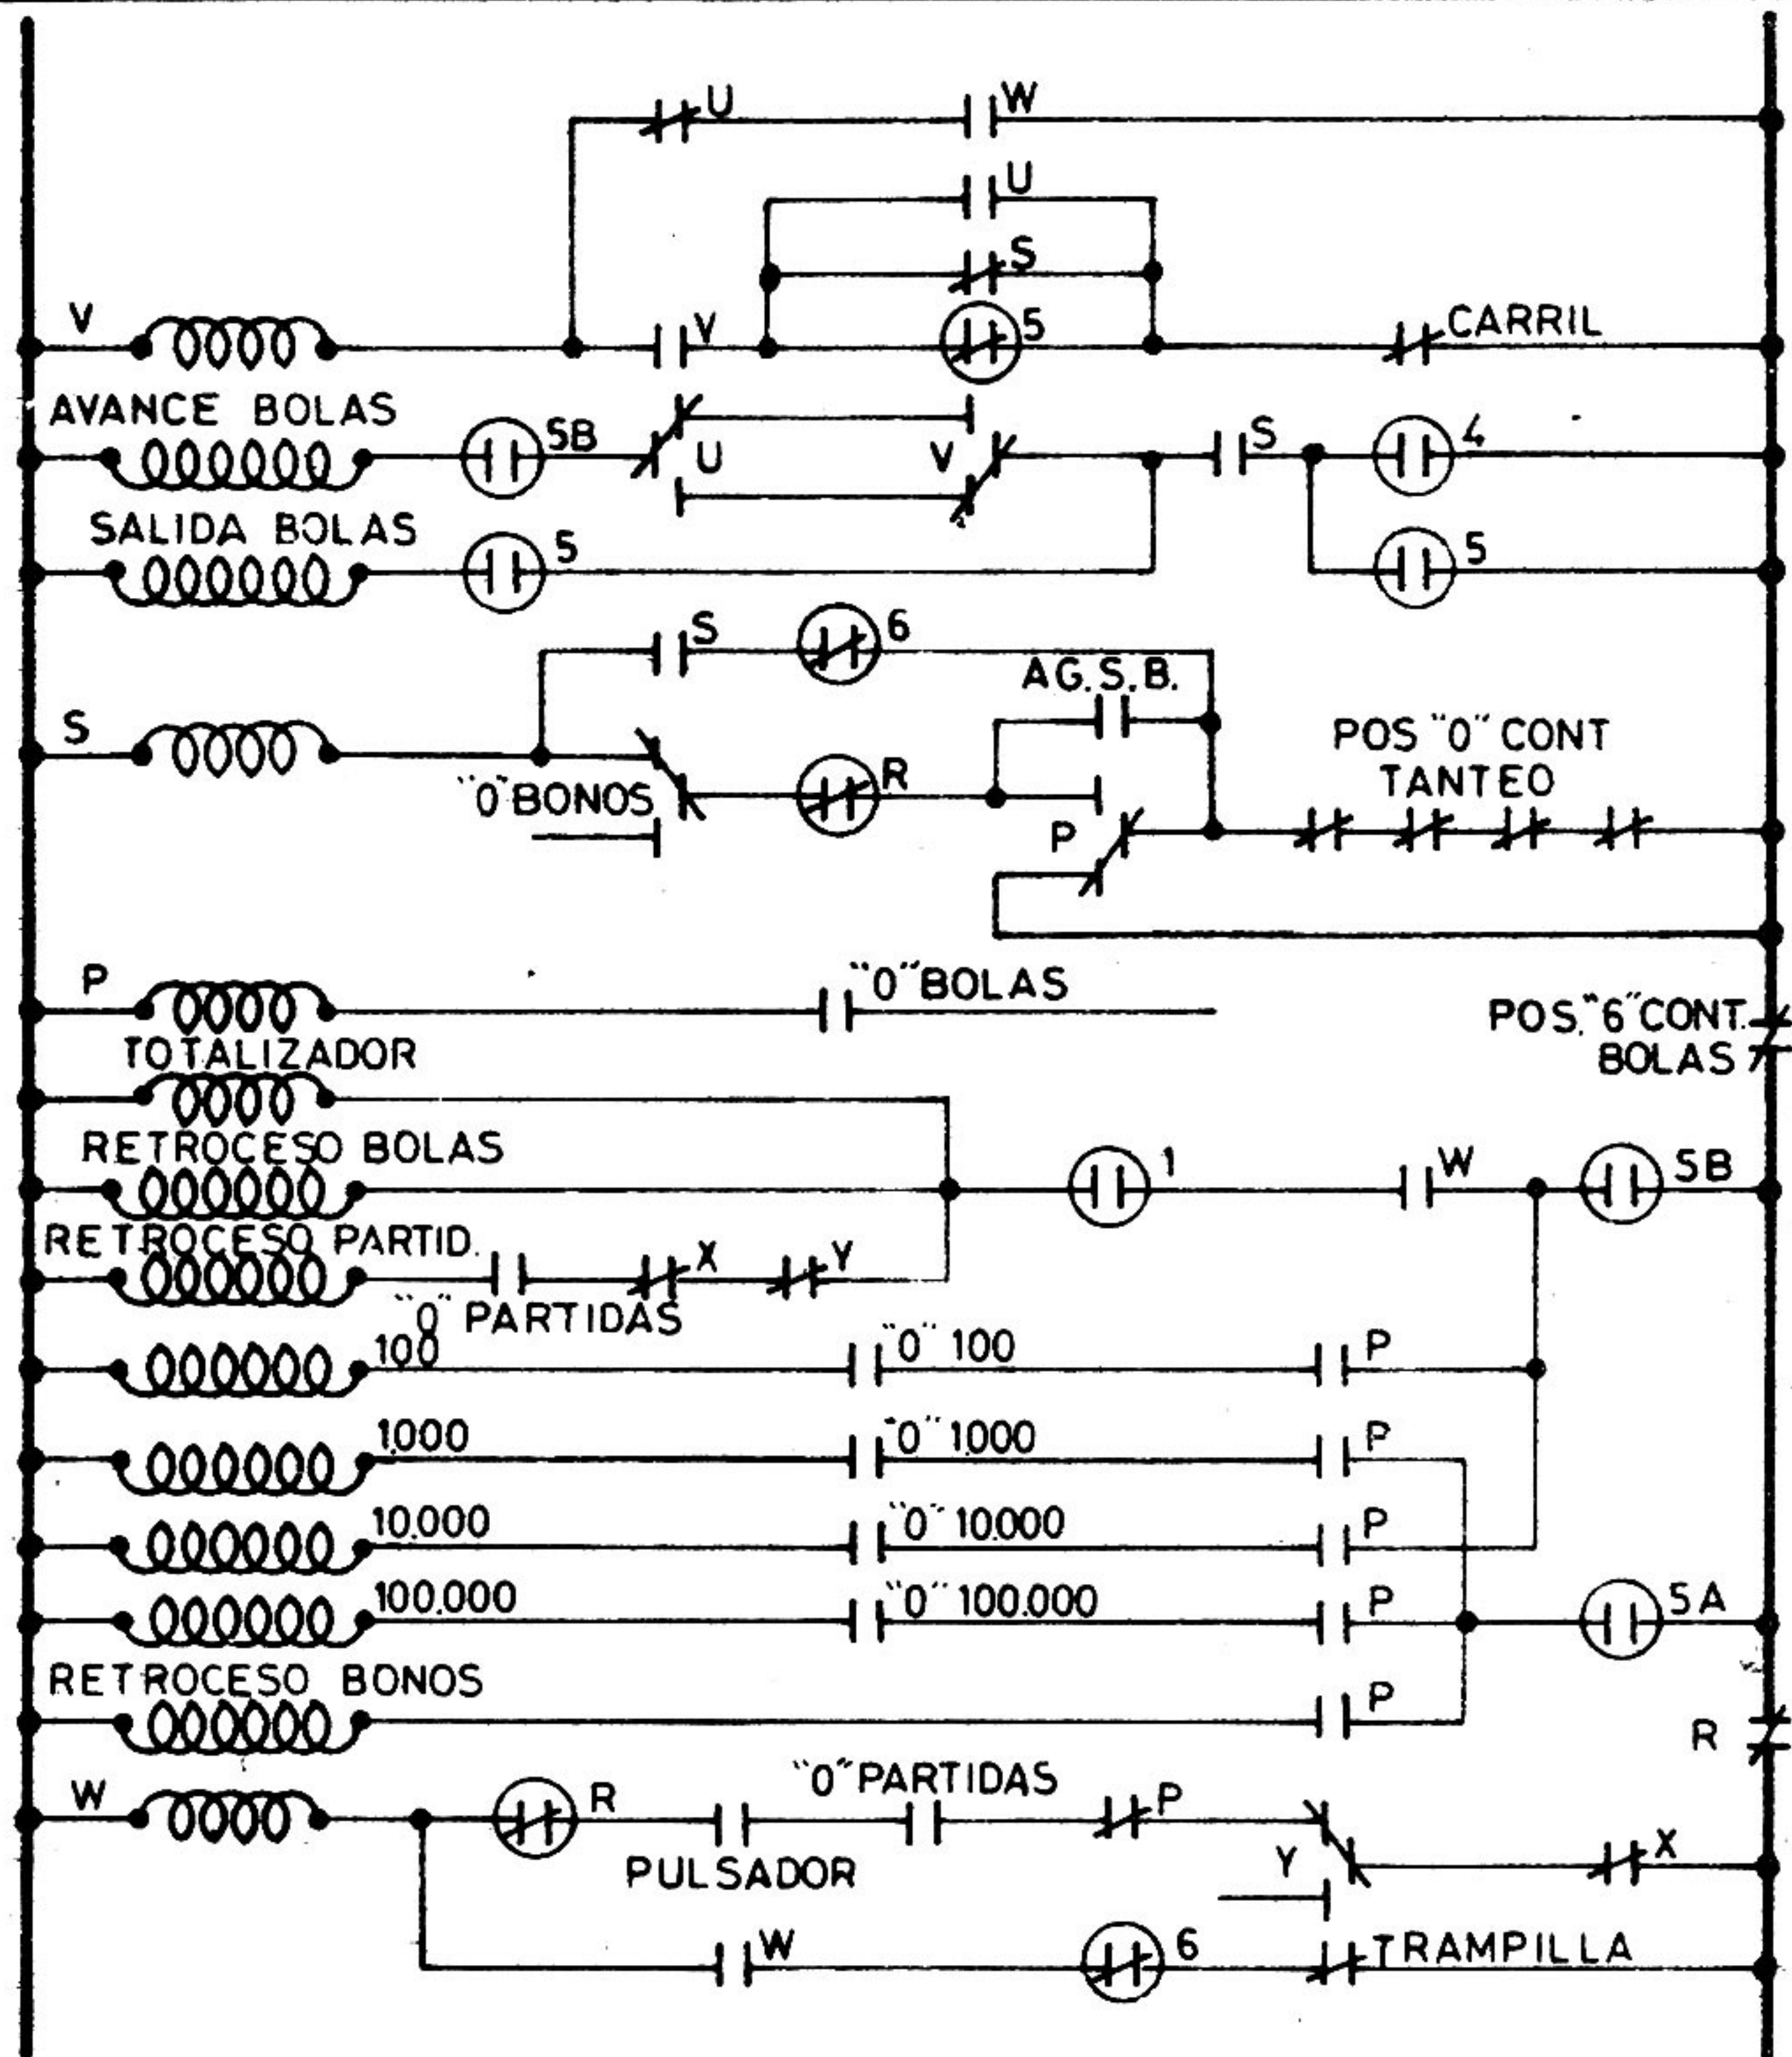 U W
U
S
V V 5 CARRIL
AVANCE BOLAS
5B U V S 4
SALIDA BOLAS
5 5
S 6
AG. S. B.
S
POS "0" CONT
TANTEO
"0" BONOS R
P
P "0" BOLAS
POS. "6" CONT.
BOLAS
TOTALIZADOR
RETROCESO BOLAS
1 W 5B
RETROCESO PARTID.
X Y
"0" PARTIDAS
100 "0" 100 P
1.000 "0" 1.000 P
10.000 "0" 10.000 P
100.000 "0" 100.000 P 5A
RETROCESO BONOS
P
R
W R "0" PARTIDAS P
PULSADOR Y X
W 6 TRAMPILLA